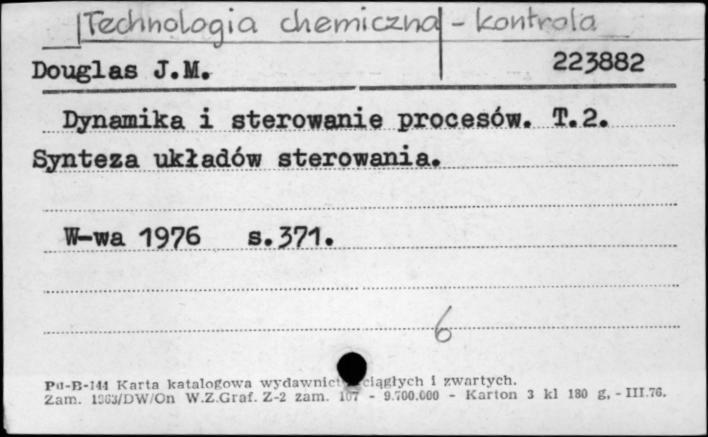 Technologia chemiczna - kontrola
Douglas J.M. 223882
Dynamika i sterowanie procesów. T.2.
Synteza układów sterowania.
W-wa 1976 s.371.
6
Pu-B-144 Karta katalogowa wydawnict ciągłych i zwartych.
Zam. 1963/DW/On W.Z.Graf. Z-2 zam. 107 - 9.700.000 - Karton 3 kl 180 g, - III.76.